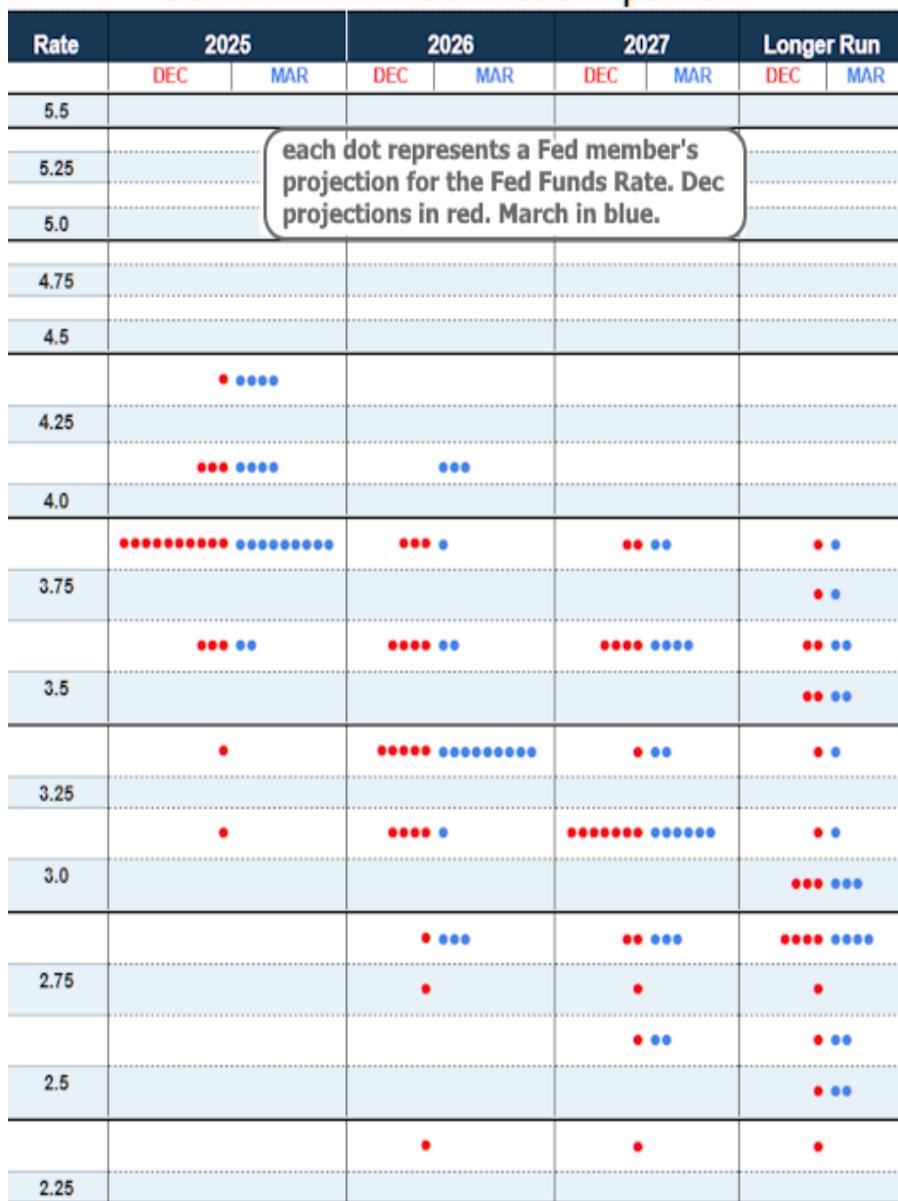 Rate 2025 2026 2027 Longer Run
DEC MAR DEC MAR DEC MAR DEC MAR
5.5
each dot represents a Fed member's
5.25
projection for the Fed Funds Rate. Dec
projections in red. March in blue.
5.0
4.75
4.5
4.25
4.0
3.75
3.5
3.25
3.0
2.75
2.5
2.25